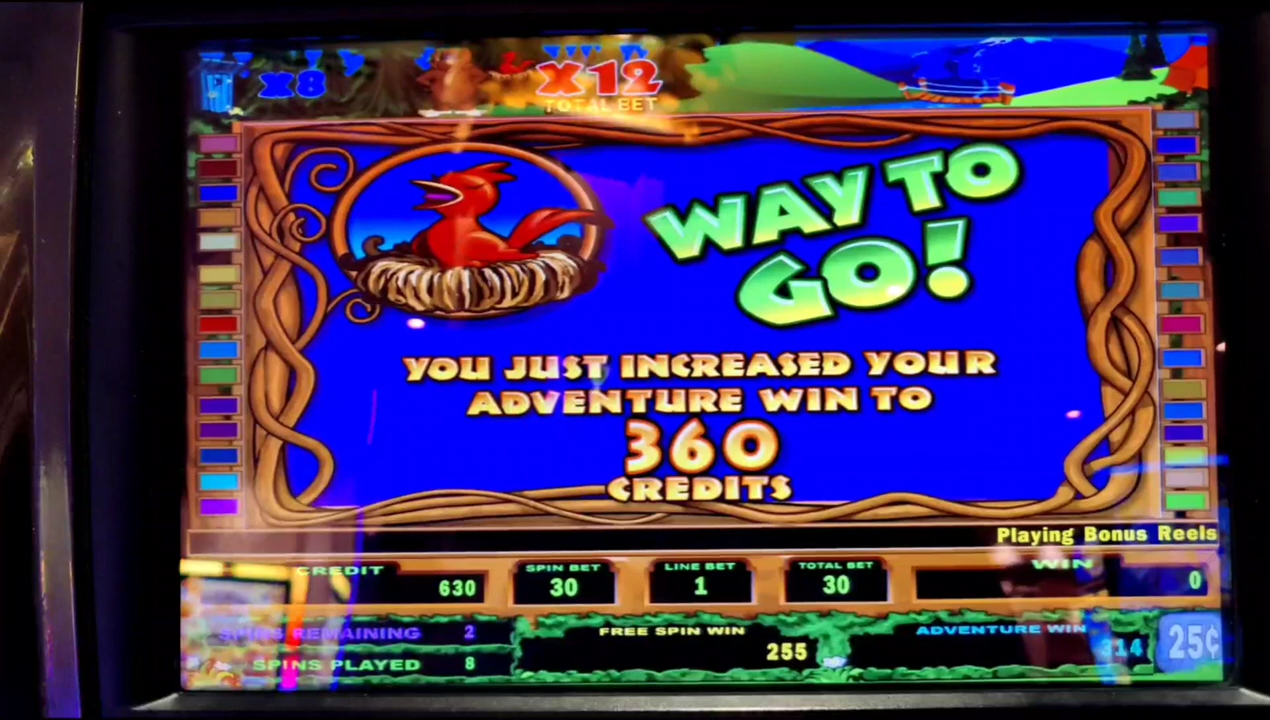 X8
X12
TOTAL BET
WAY TO
GO!
YOU JUST INCREASED YOUR
ADVENTURE WIN TO
360
CREDITS
Playing Bonus Reels
CREDIT
630
SPIN BET
30
LINE BET
1
TOTAL BET
30
WIN
0
SPINS REMAINING 2
SPINS PLAYED 8
FREE SPIN WIN
255
ADVENTURE WIN
314
25¢